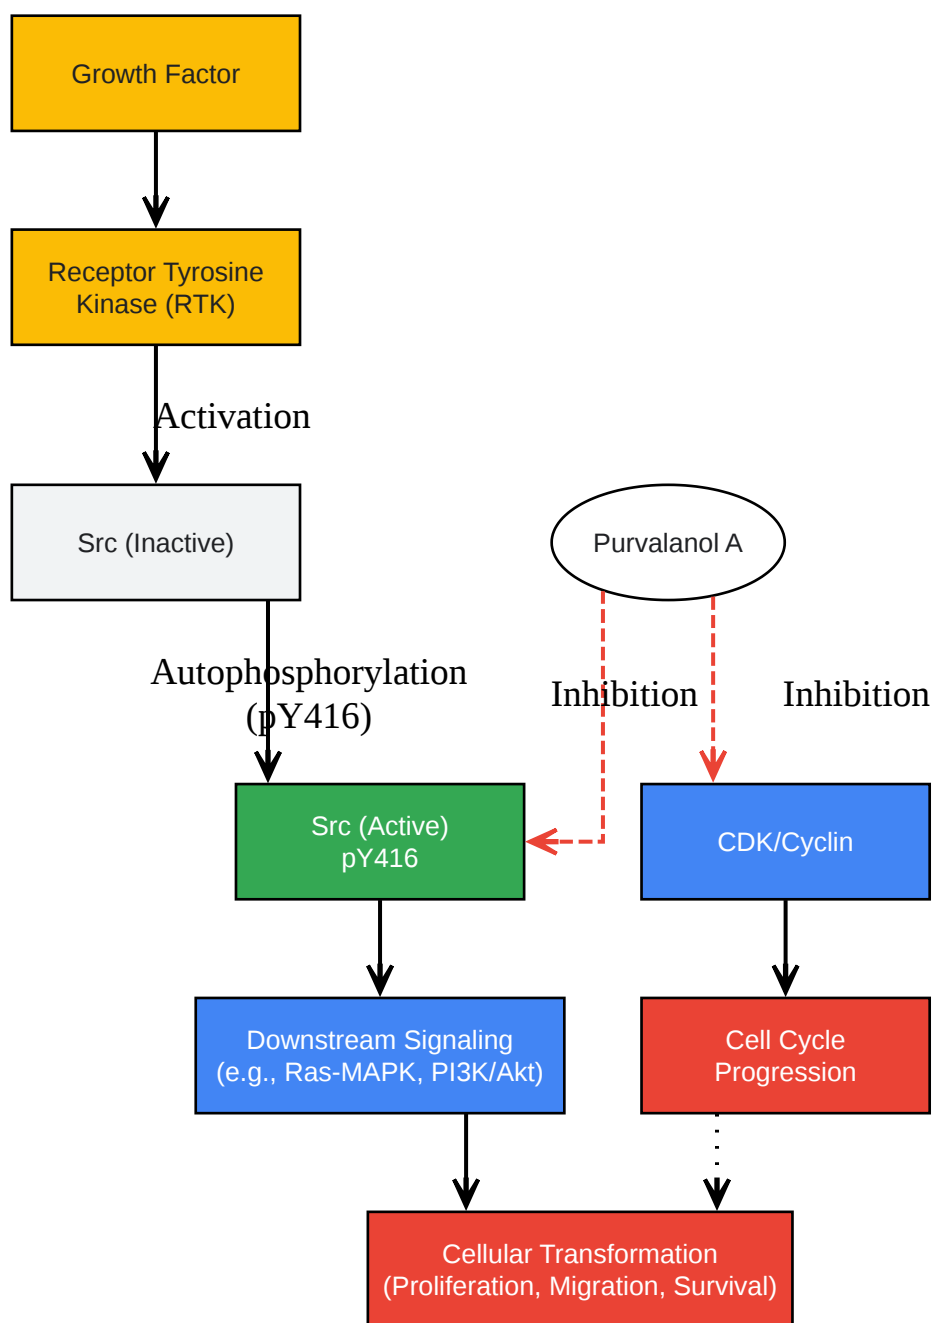 Growth Factor
Receptor Tyrosine
Kinase (RTK)
Activation
Src (Inactive)
Purvalanol A
Autophosphorylation
(pY416)
Inhibition
Inhibition
Src (Active)
pY416
CDK/Cyclin
Downstream Signaling
(e.g., Ras-MAPK, PI3K/Akt)
Cell Cycle
Progression
Cellular Transformation
(Proliferation, Migration, Survival)